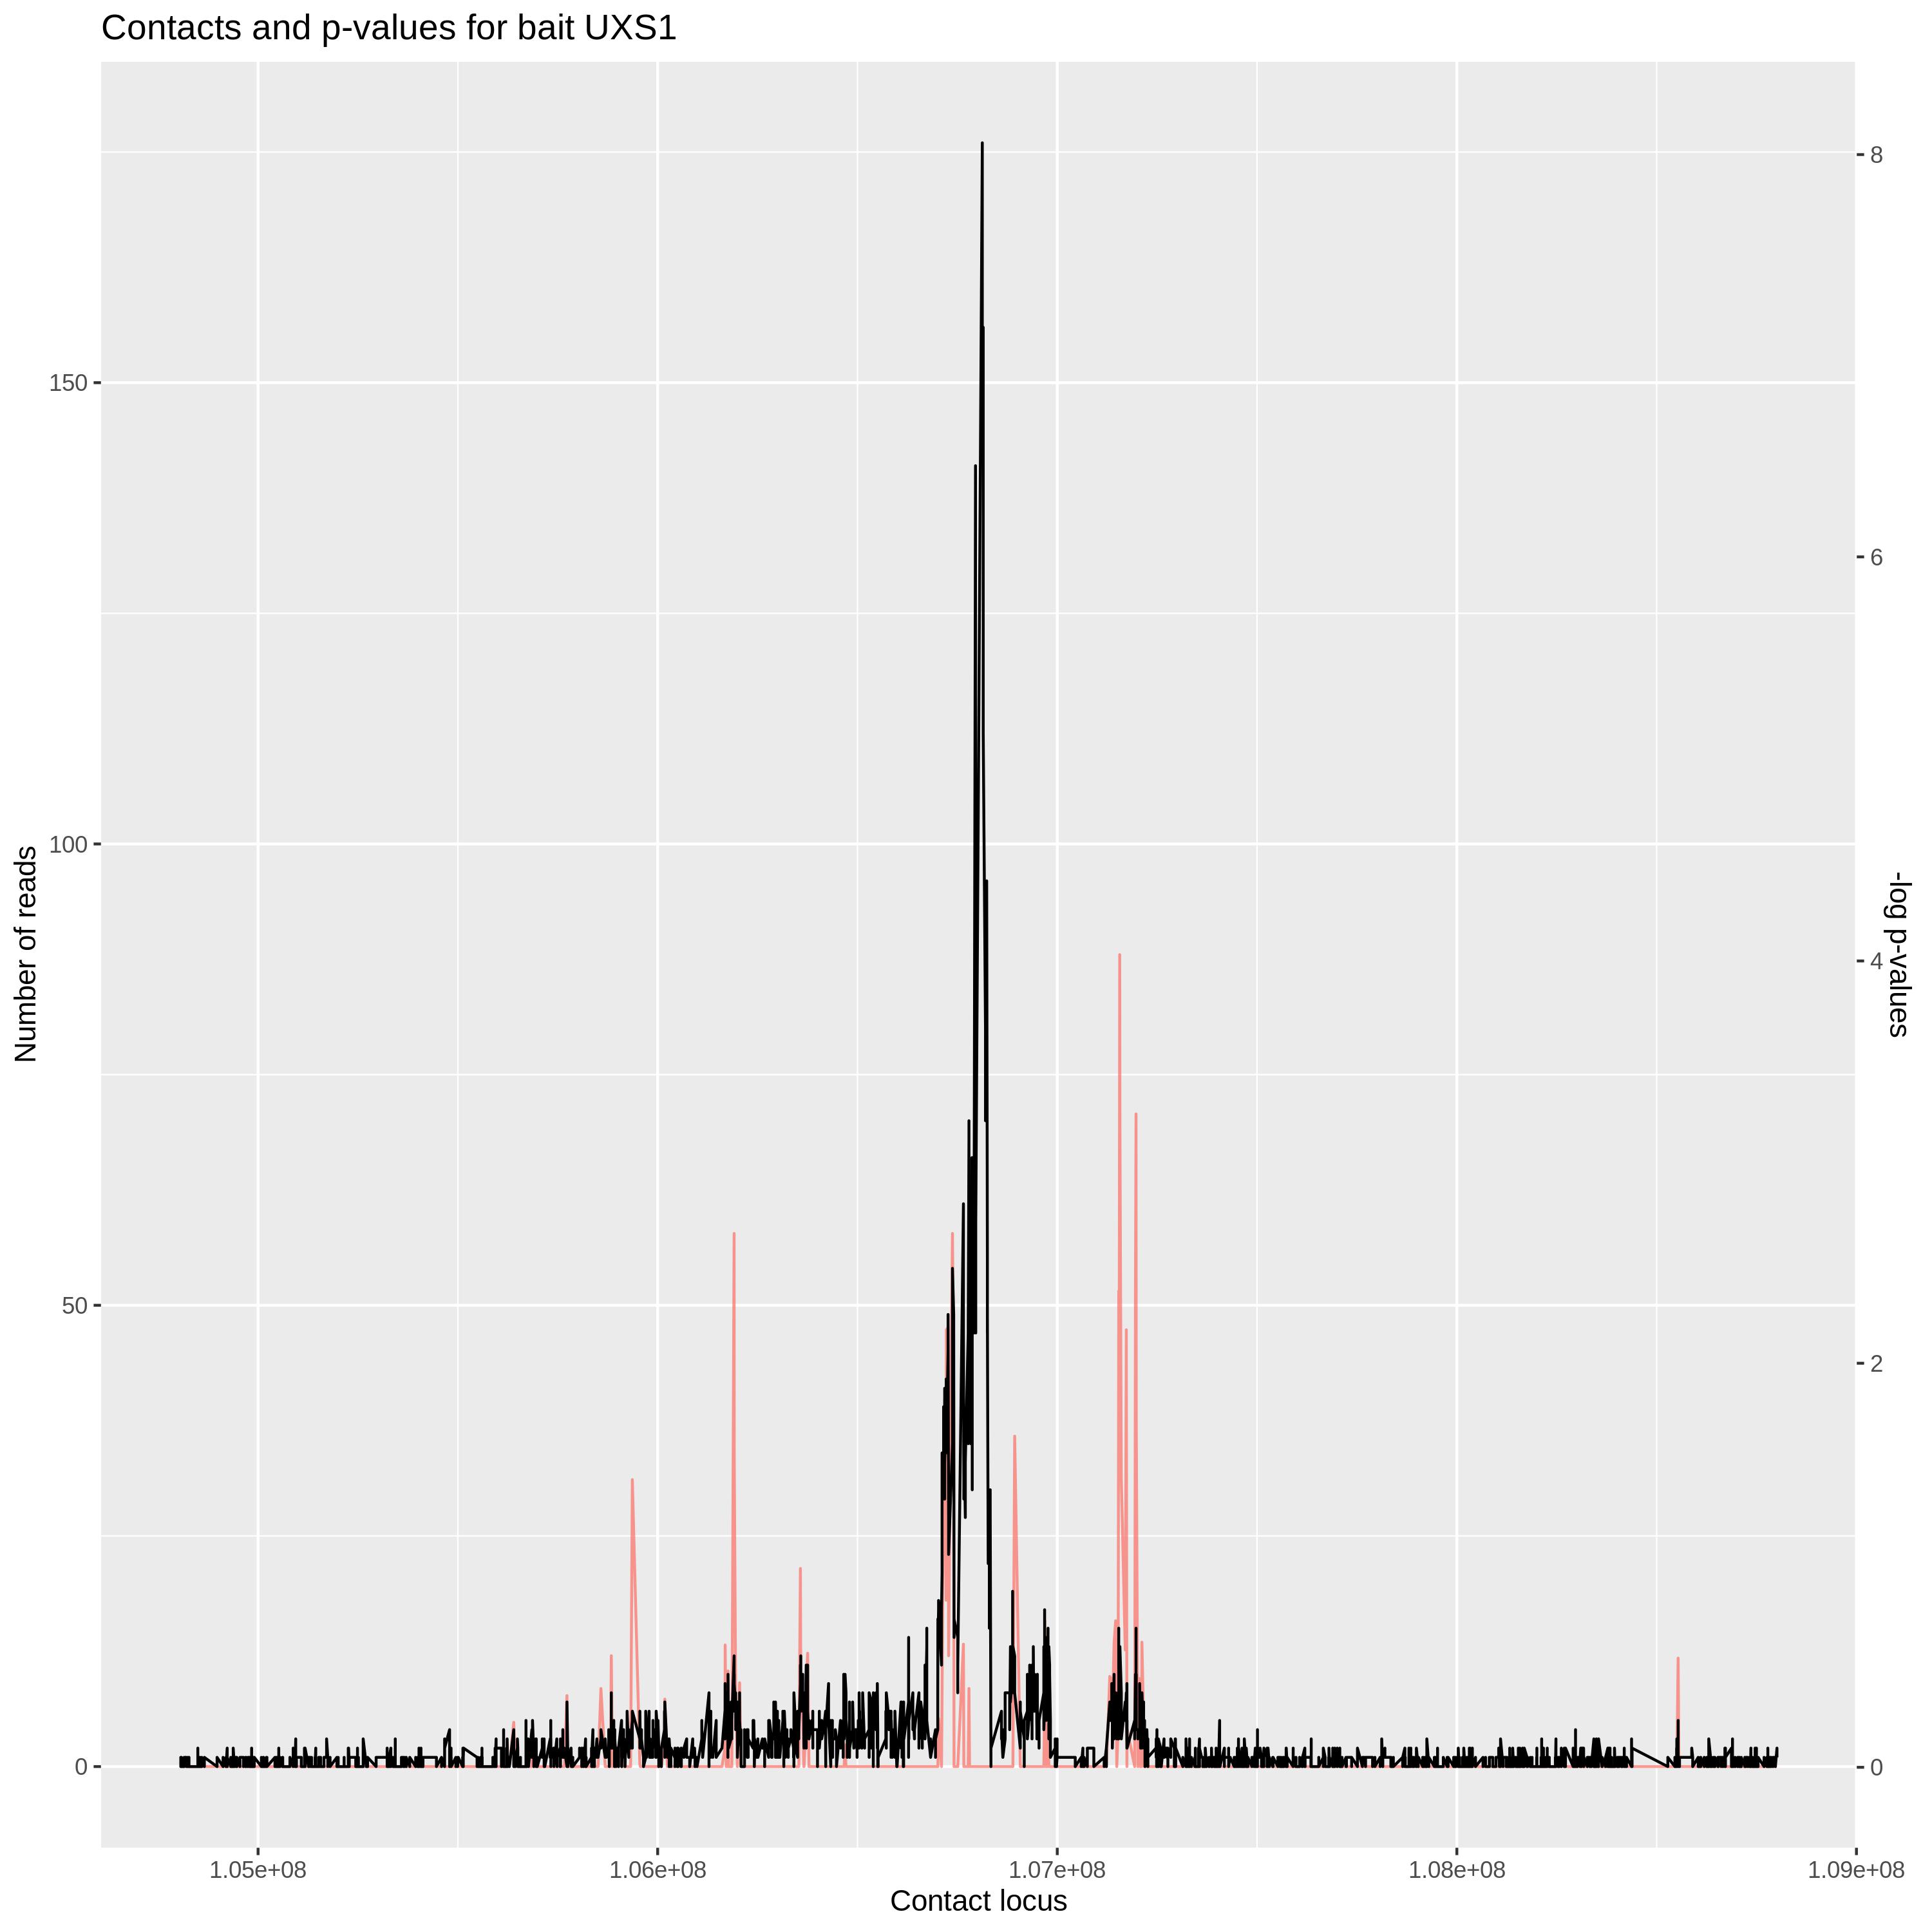 Contacts and p-values for bait UXS1
Number of reads
150
100
50
0
8
6
4
2
0
-log p-values
1.05e+08
1.06e+08
1.07e+08
1.08e+08
1.09e+08
Contact locus